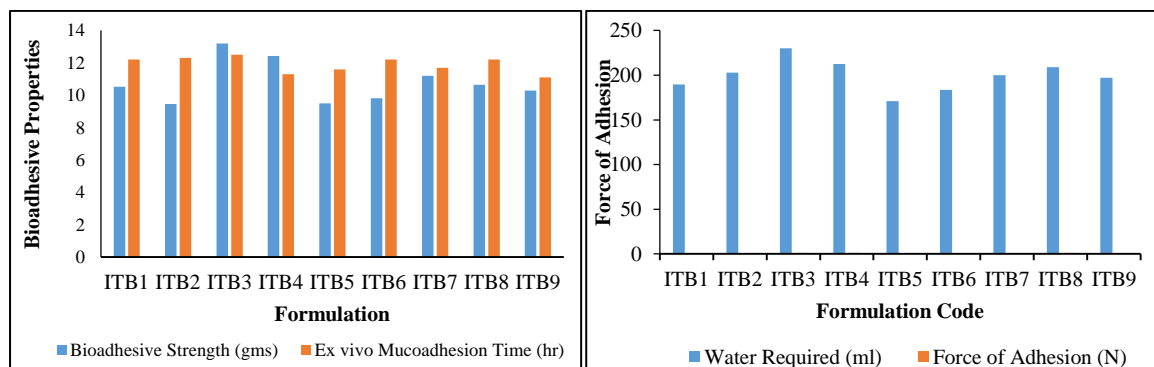 Bioadhesive Properties
14
12
10
8
6
4
2
0
ITB1 ITB2 ITB3 ITB4 ITB5 ITB6 ITB7 ITB8 ITB9
Formulation
Bioadhesive Strength (gms) Ex vivo Mucoadhesion Time (hr)
Force of Adhesion
250
200
150
100
50
0
ITB1 ITB2 ITB3 ITB4 ITB5 ITB6 ITB7 ITB8 ITB9
Formulation Code
Water Required (ml) Force of Adhesion (N)